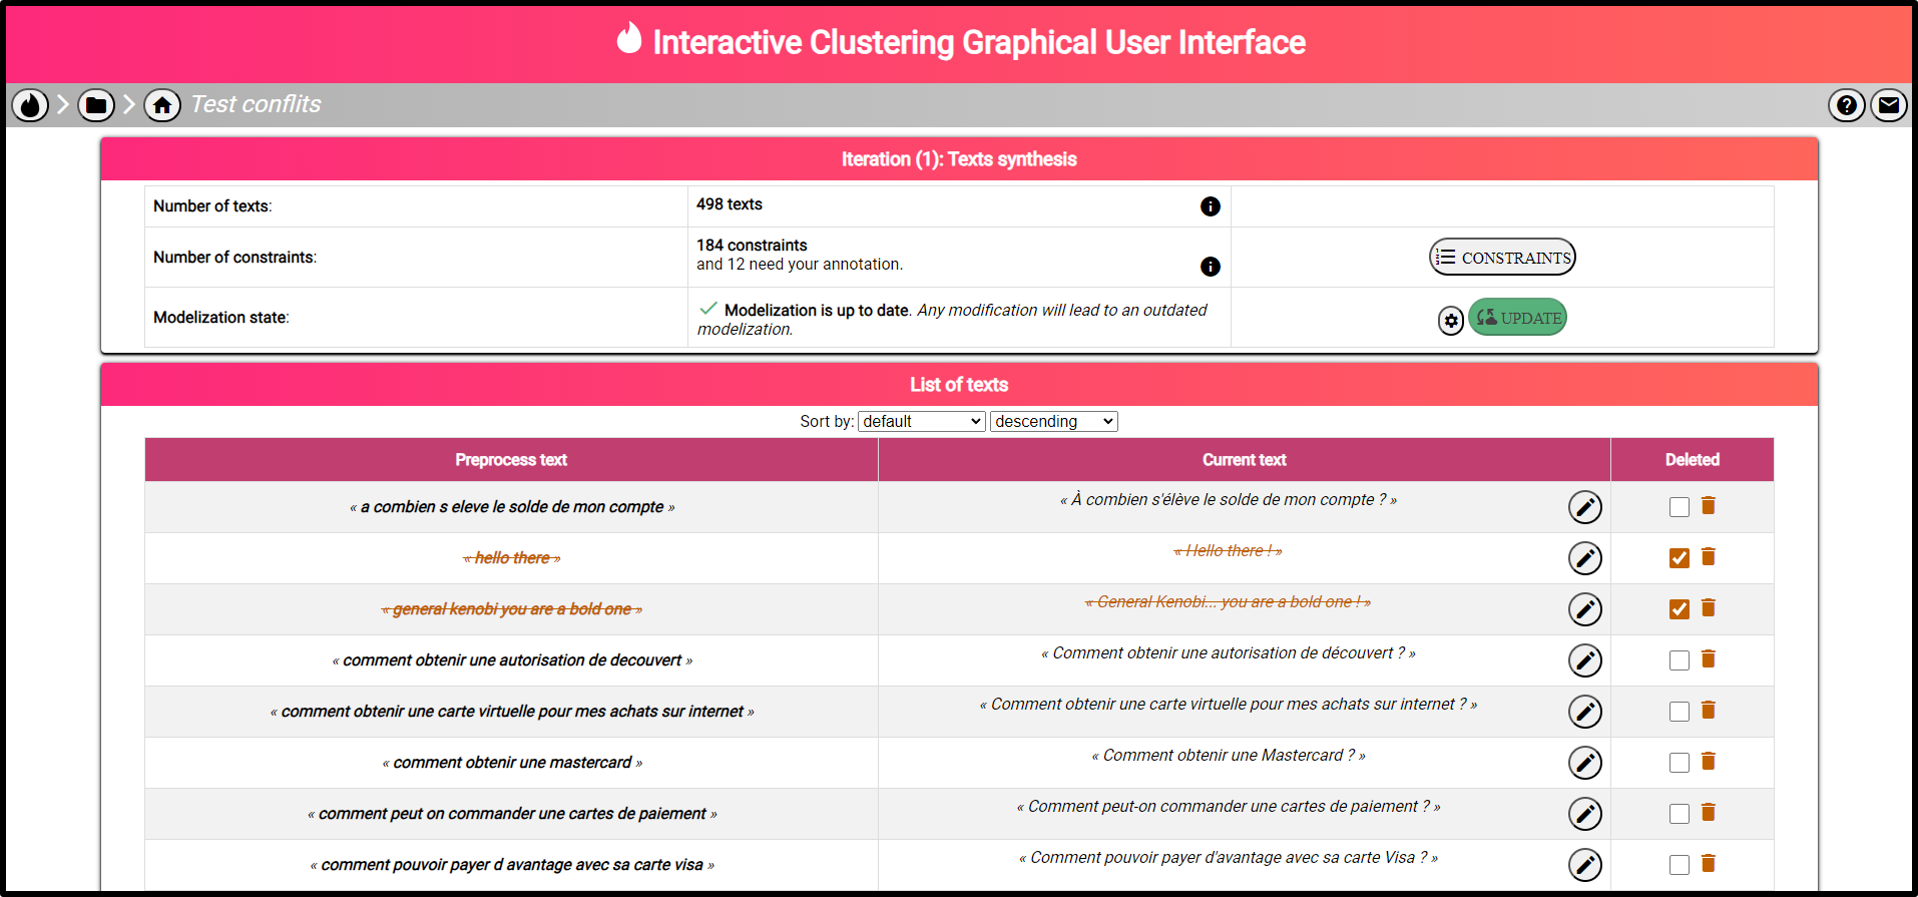 Interactive Clustering Graphical User Interface
Test conflits
Iteration (1): Texts synthesis
Number of texts:
498 texts
Number of constraints:
184 constraints
and 12 need your annotation.
CONSTRAINTS
Modelization state:
Modelization is up to date. Any modification will lead to an outdated
modelization.
UPDATE
List of texts
Sort by: default descending
Preprocess text Current text Deleted
« a combien s eleve le solde de mon compte » « À combien s'élève le solde de mon compte ? »
« hello there » « Hello there ! »
« general kenobi you are a bold one » « General Kenobi... you are a bold one ! »
« comment obtenir une autorisation de decouvert » « Comment obtenir une autorisation de découvert ? »
« comment obtenir une carte virtuelle pour mes achats sur internet » « Comment obtenir une carte virtuelle pour mes achats sur internet ? »
« comment obtenir une mastercard » « Comment obtenir une Mastercard ? »
« comment peut on commander une cartes de paiement » « Comment peut-on commander une cartes de paiement ? »
« comment pouvoir payer d avantage avec sa carte visa » « Comment pouvoir payer d'avantage avec sa carte Visa ? »